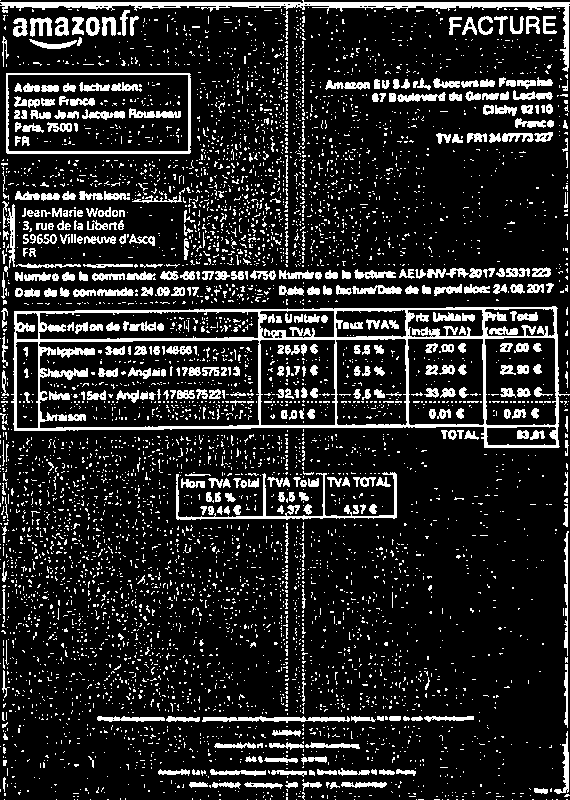 amazon.fr
FACTURE
Adresse de facturation:
Zapptax France
23 Rue Jean Jacques Rousseau
Paris, 75001
FR
Amazon EU S.à r.l., Succursale Française
67 Boulevard du General Leclerc
Clichy 92110
France
TVA: FR12487773327
Adresse de livraison:
Jean-Marie Wodon
3, rue de la Liberté
59650 Villeneuve d'Ascq
FR
Numéro de la commande: 405-6613739-5614750 Numéro de la facture: AEU-INV-FR-2017-35331223
Date de la commande: 24.09.2017 Date de la facture/Date de la provision: 24.09.2017
Qté Description de l'article Prix Unitaire (hors TVA) Taux TVA% Prix Unitaire (inclus TVA) Prix Total (inclus TVA)
1 Philippines - 3ed | 2816148661 25,59 € 5,5 % 27,00 € 27,00 €
1 Shanghai - 8ed - Anglais | 1786575213 21,71 € 5,5 % 22,90 € 22,90 €
1 China - 15ed - Anglais | 1786575221 32,13 € 5,5 % 33,90 € 33,90 €
Livraison 0,01 € 0,01 € 0,01 €
TOTAL 83,81 €
Hors TVA Total TVA Total TVA TOTAL
5,5 % 5,5 %
79,44 € 4,37 € 4,37 €